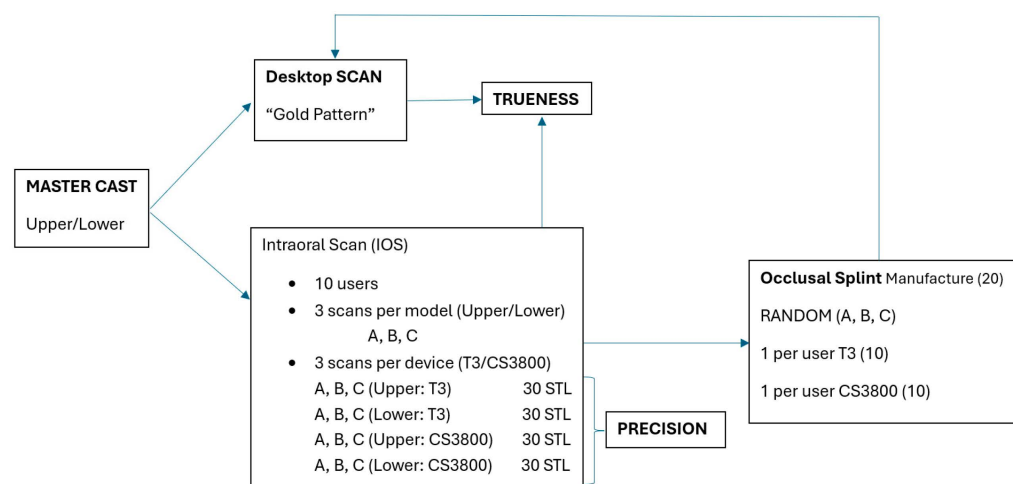 Desktop SCAN
“Gold Pattern”
TRUENESS
MASTER CAST
Upper/Lower
Intraoral Scan (IOS)
• 10 users
• 3 scans per model (Upper/Lower)
A, B, C
• 3 scans per device (T3/CS3800)
A, B, C (Upper: T3) 30 STL
A, B, C (Lower: T3) 30 STL
A, B, C (Upper: CS3800) 30 STL
A, B, C (Lower: CS3800) 30 STL
PRECISION
Occlusal Splint Manufacture (20)
RANDOM (A, B, C)
1 per user T3 (10)
1 per user CS3800 (10)